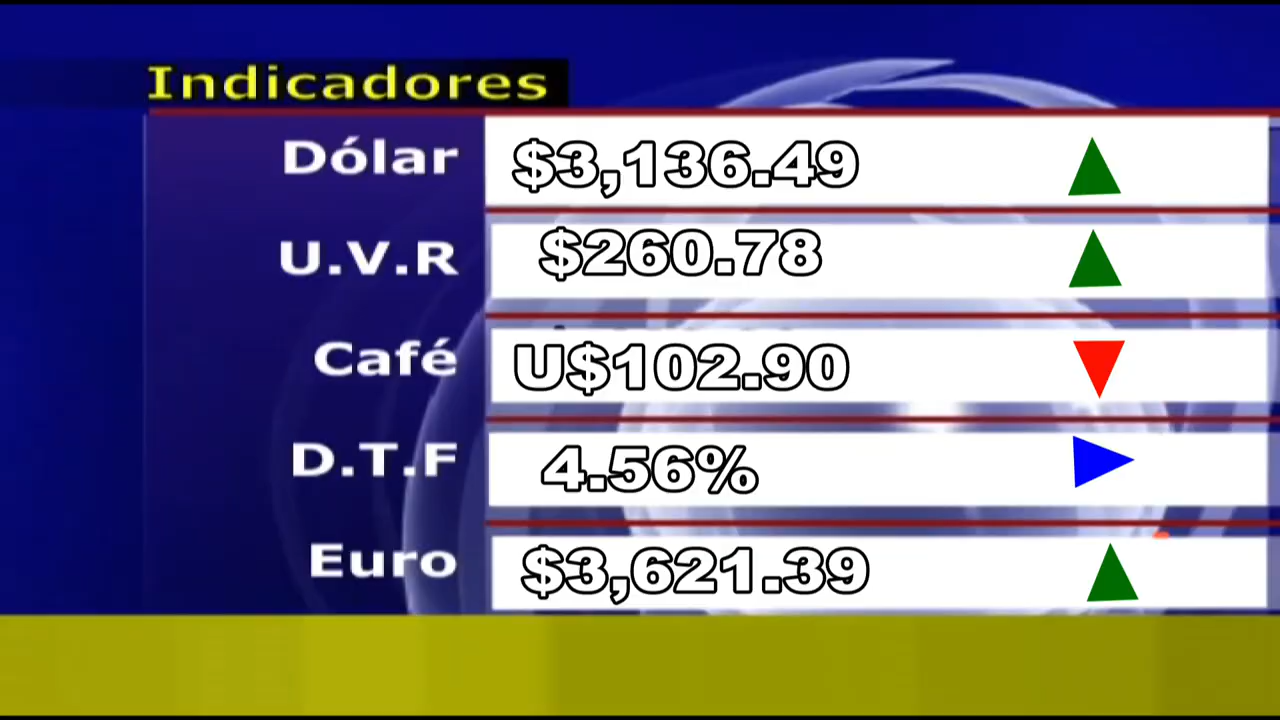 Indicadores
Dólar $3,136.49
U.V.R $260.78
Café U$102.90
D.T.F 4.56%
Euro $3,621.39